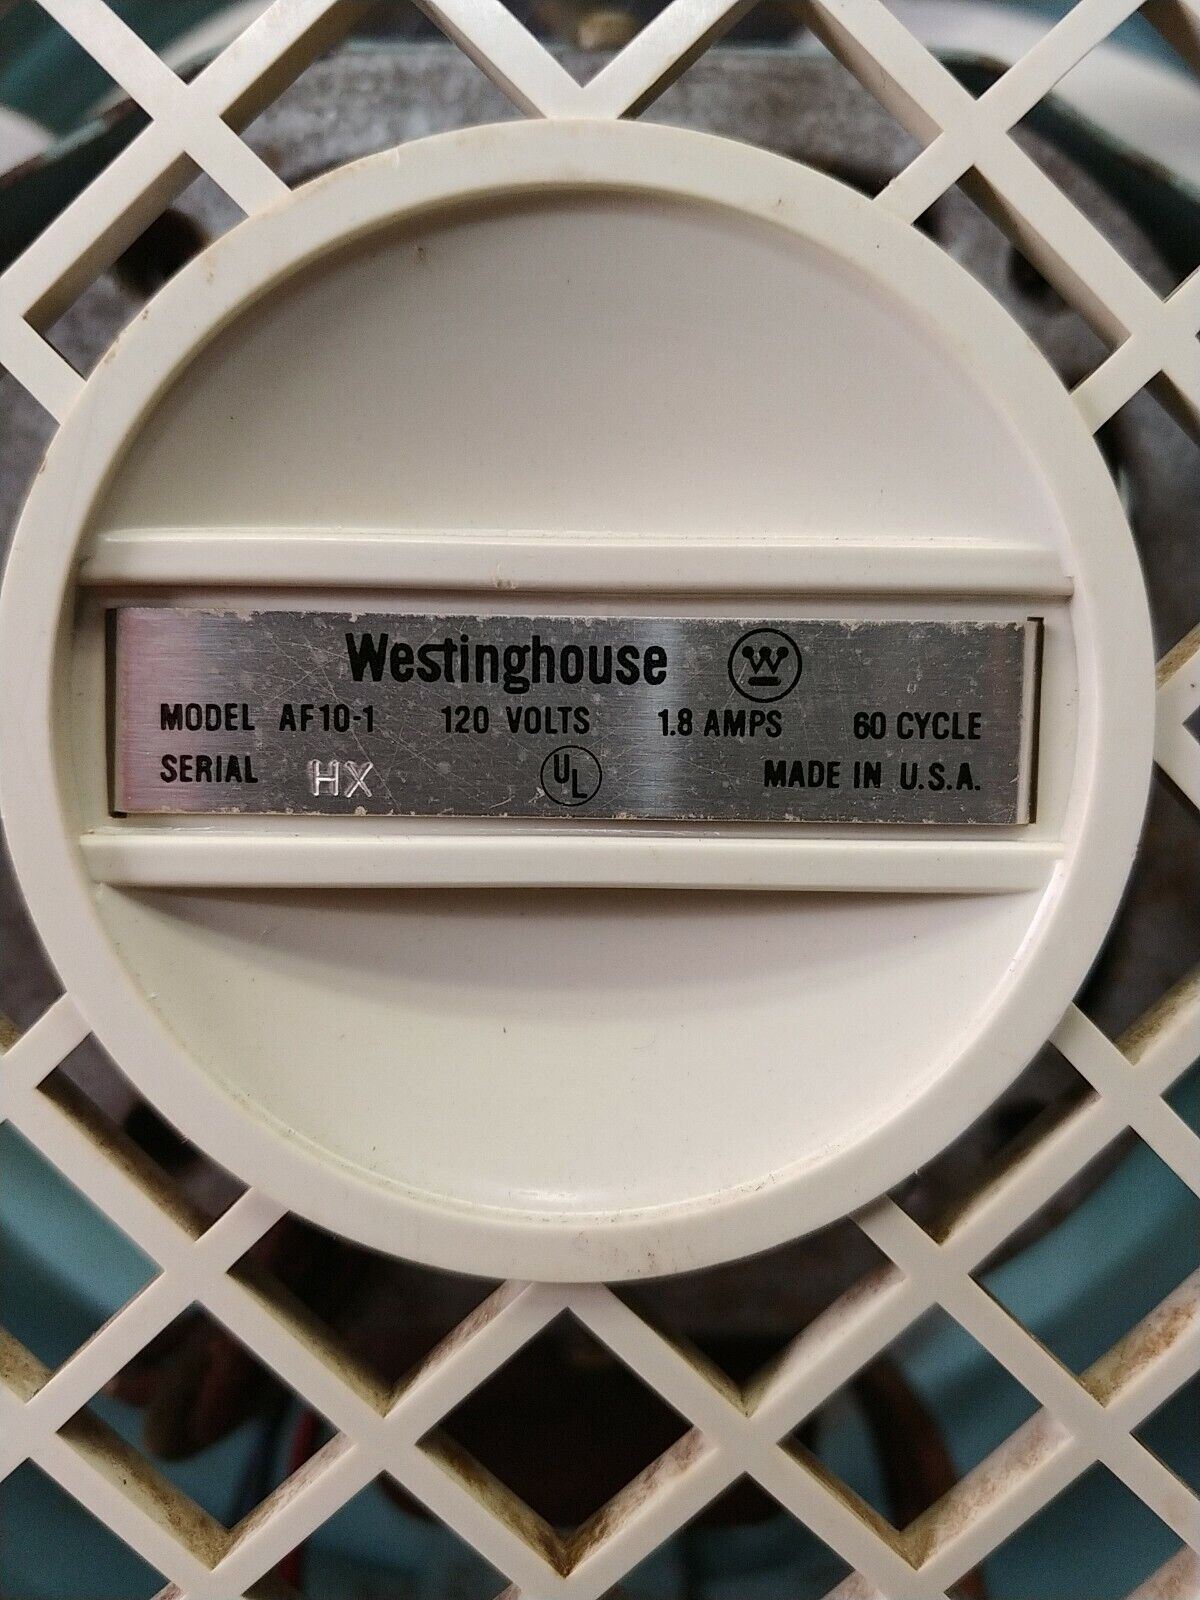 Westinghouse W
MODEL AF10-1 120 VOLTS 1.8 AMPS 60 CYCLE
SERIAL HX UL MADE IN U.S.A.